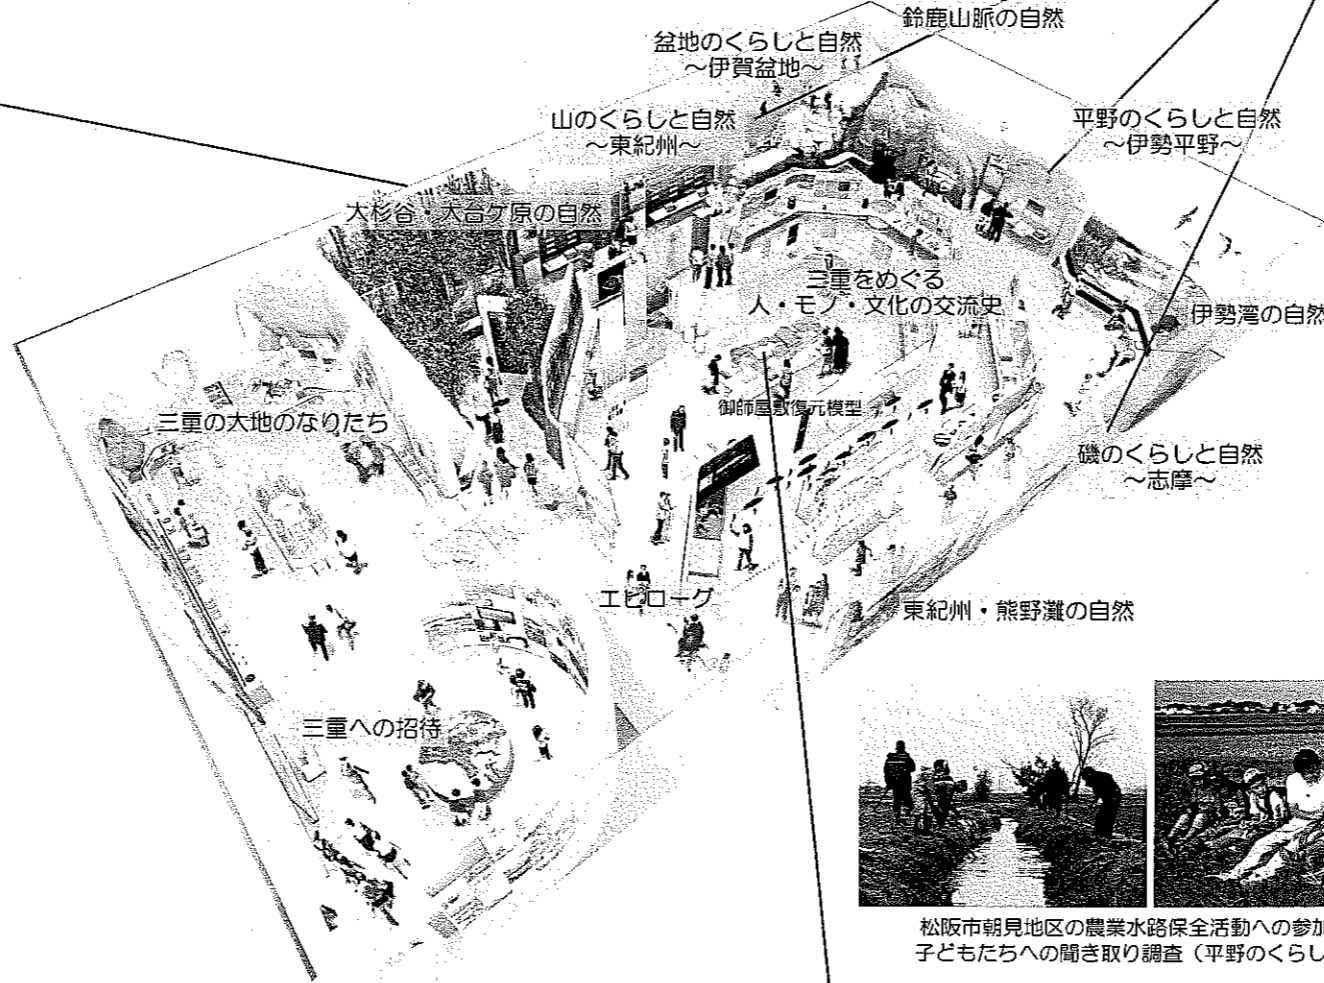 鈴鹿山脈の自然
盆地のくらしと自然
～伊賀盆地～
山のくらしと自然
～東紀州～
平野のくらしと自然
～伊勢平野～
大杉谷・大台ケ原の自然
三重をめぐる
人・モノ・文化の交流史
伊勢湾の自然
御師屋敷復元模型
三重の大地のなりたち
磯のくらしと自然
～志摩～
エピローグ
東紀州・熊野灘の自然
三重への招待
松阪市朝見地区の農業水路保全活動への参加
子どもたちへの聞き取り調査（平野のくらし